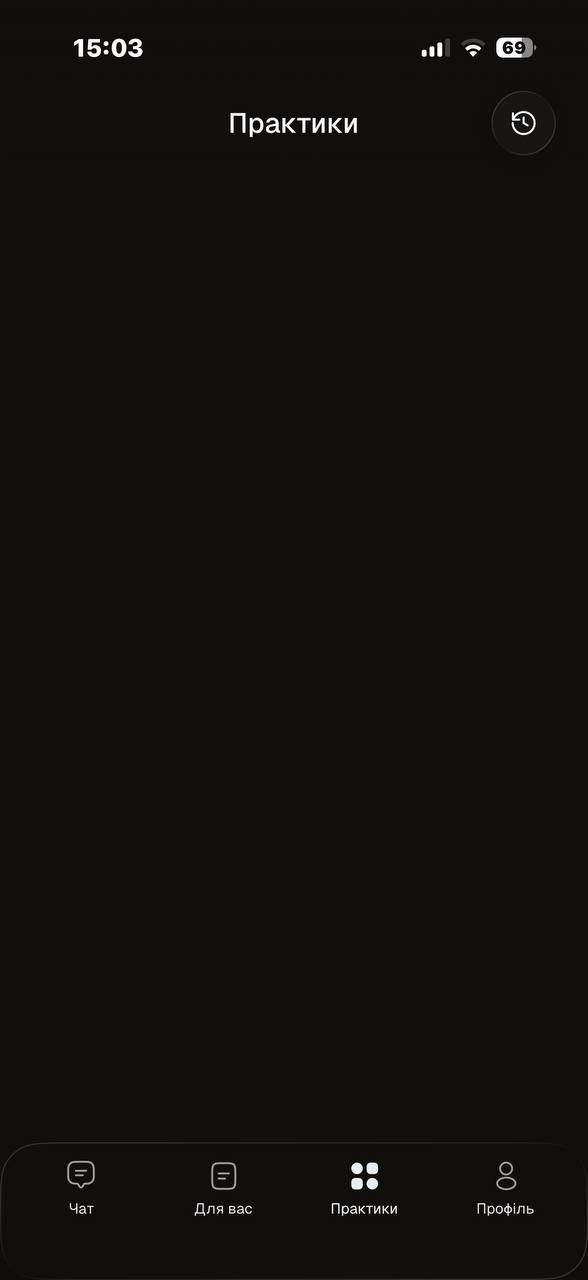 15:03
69
Практики
Чат
Для вас
Практики
Профіль